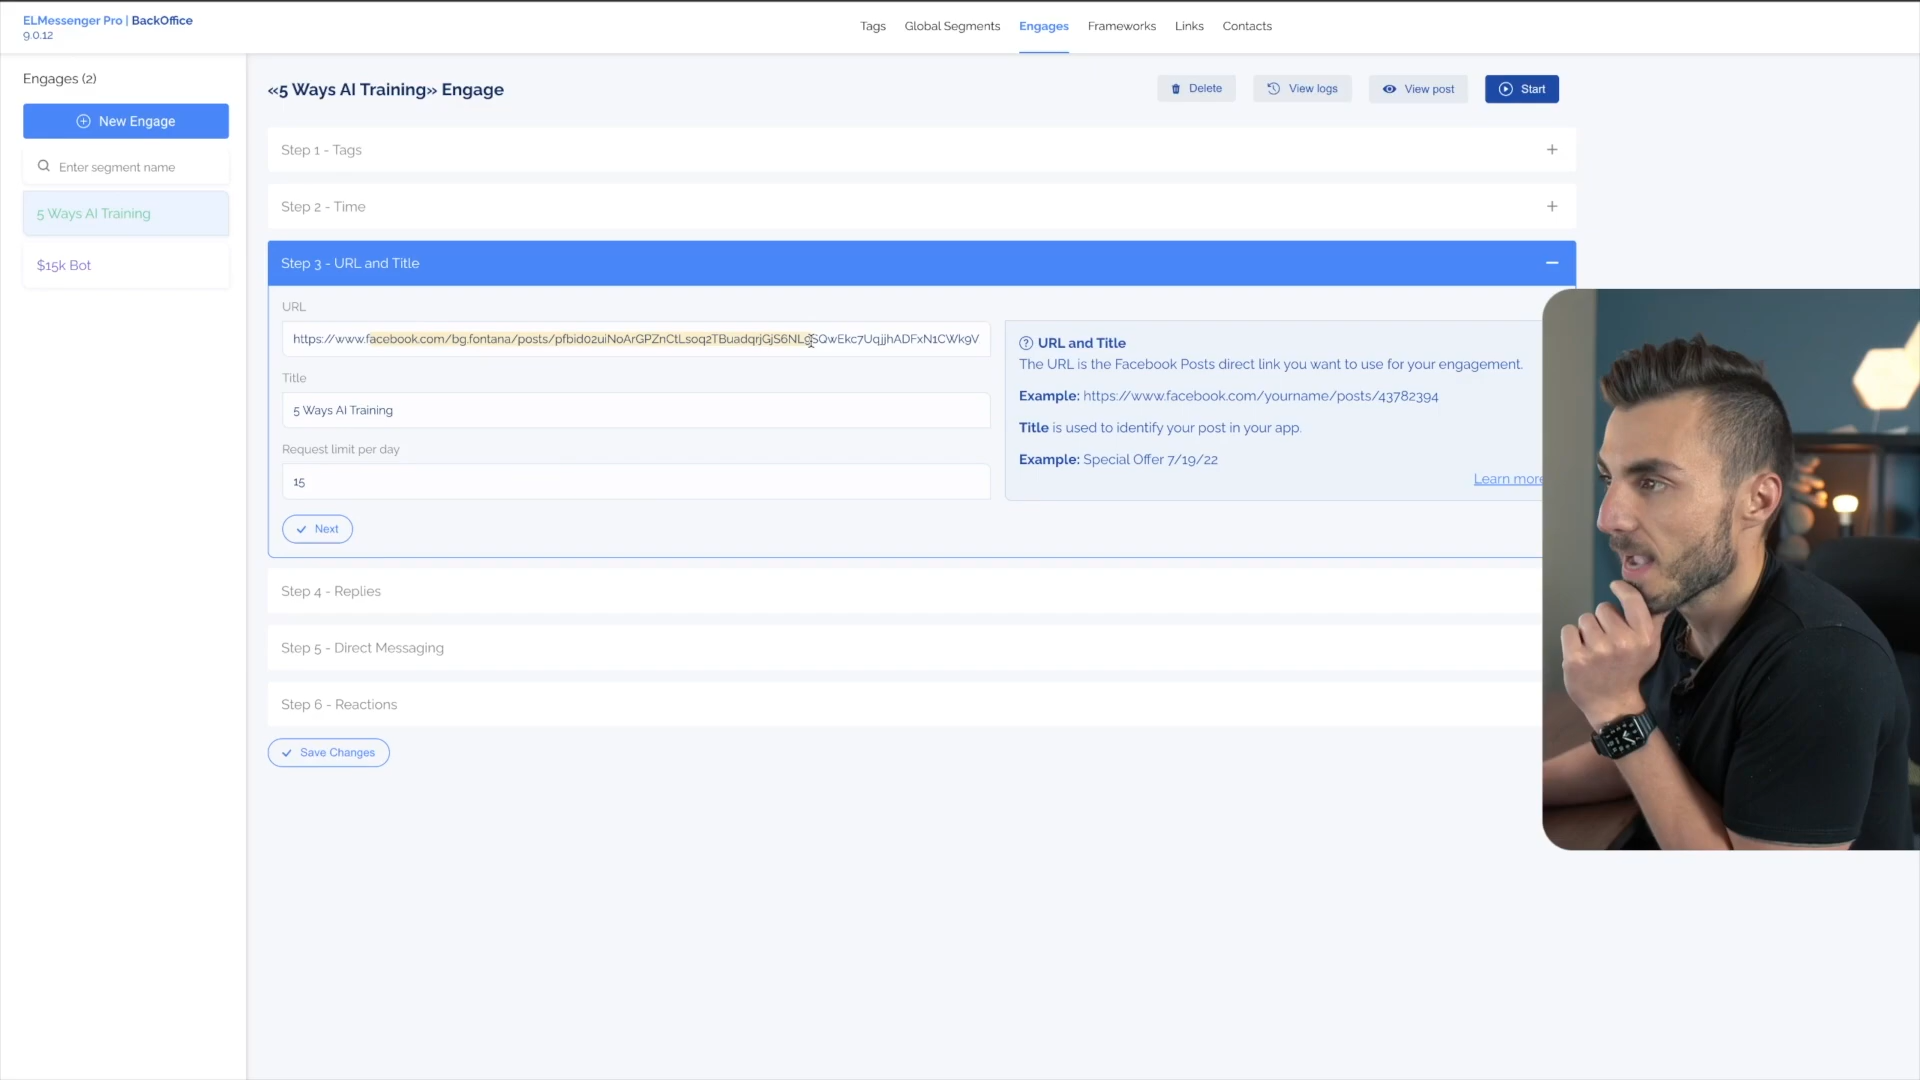 ELMessenger Pro | BackOffice
9.0.12
Tags
Global Segments
Engages
Frameworks
Links
Contacts
Engages (2)
New Engage
Enter segment name
5 Ways AI Training
$15k Bot
«5 Ways AI Training» Engage
Delete
View logs
View post
Start
Step 1 - Tags
Step 2 - Time
Step 3 - URL and Title
URL
https://www.facebook.com/bg.fontana/posts/pfbid02uiNoArGPZnCtLsoq2TBuadqrjGjS6NL9SQwEkc7UqjjhADFxN1CWk9V
Title
5 Ways AI Training
Request limit per day
15
Next
URL and Title
The URL is the Facebook Posts direct link you want to use for your engagement.
Example: https://www.facebook.com/yourname/posts/43782394
Title is used to identify your post in your app.
Example: Special Offer 7/19/22
Learn more
Step 4 - Replies
Step 5 - Direct Messaging
Step 6 - Reactions
Save Changes